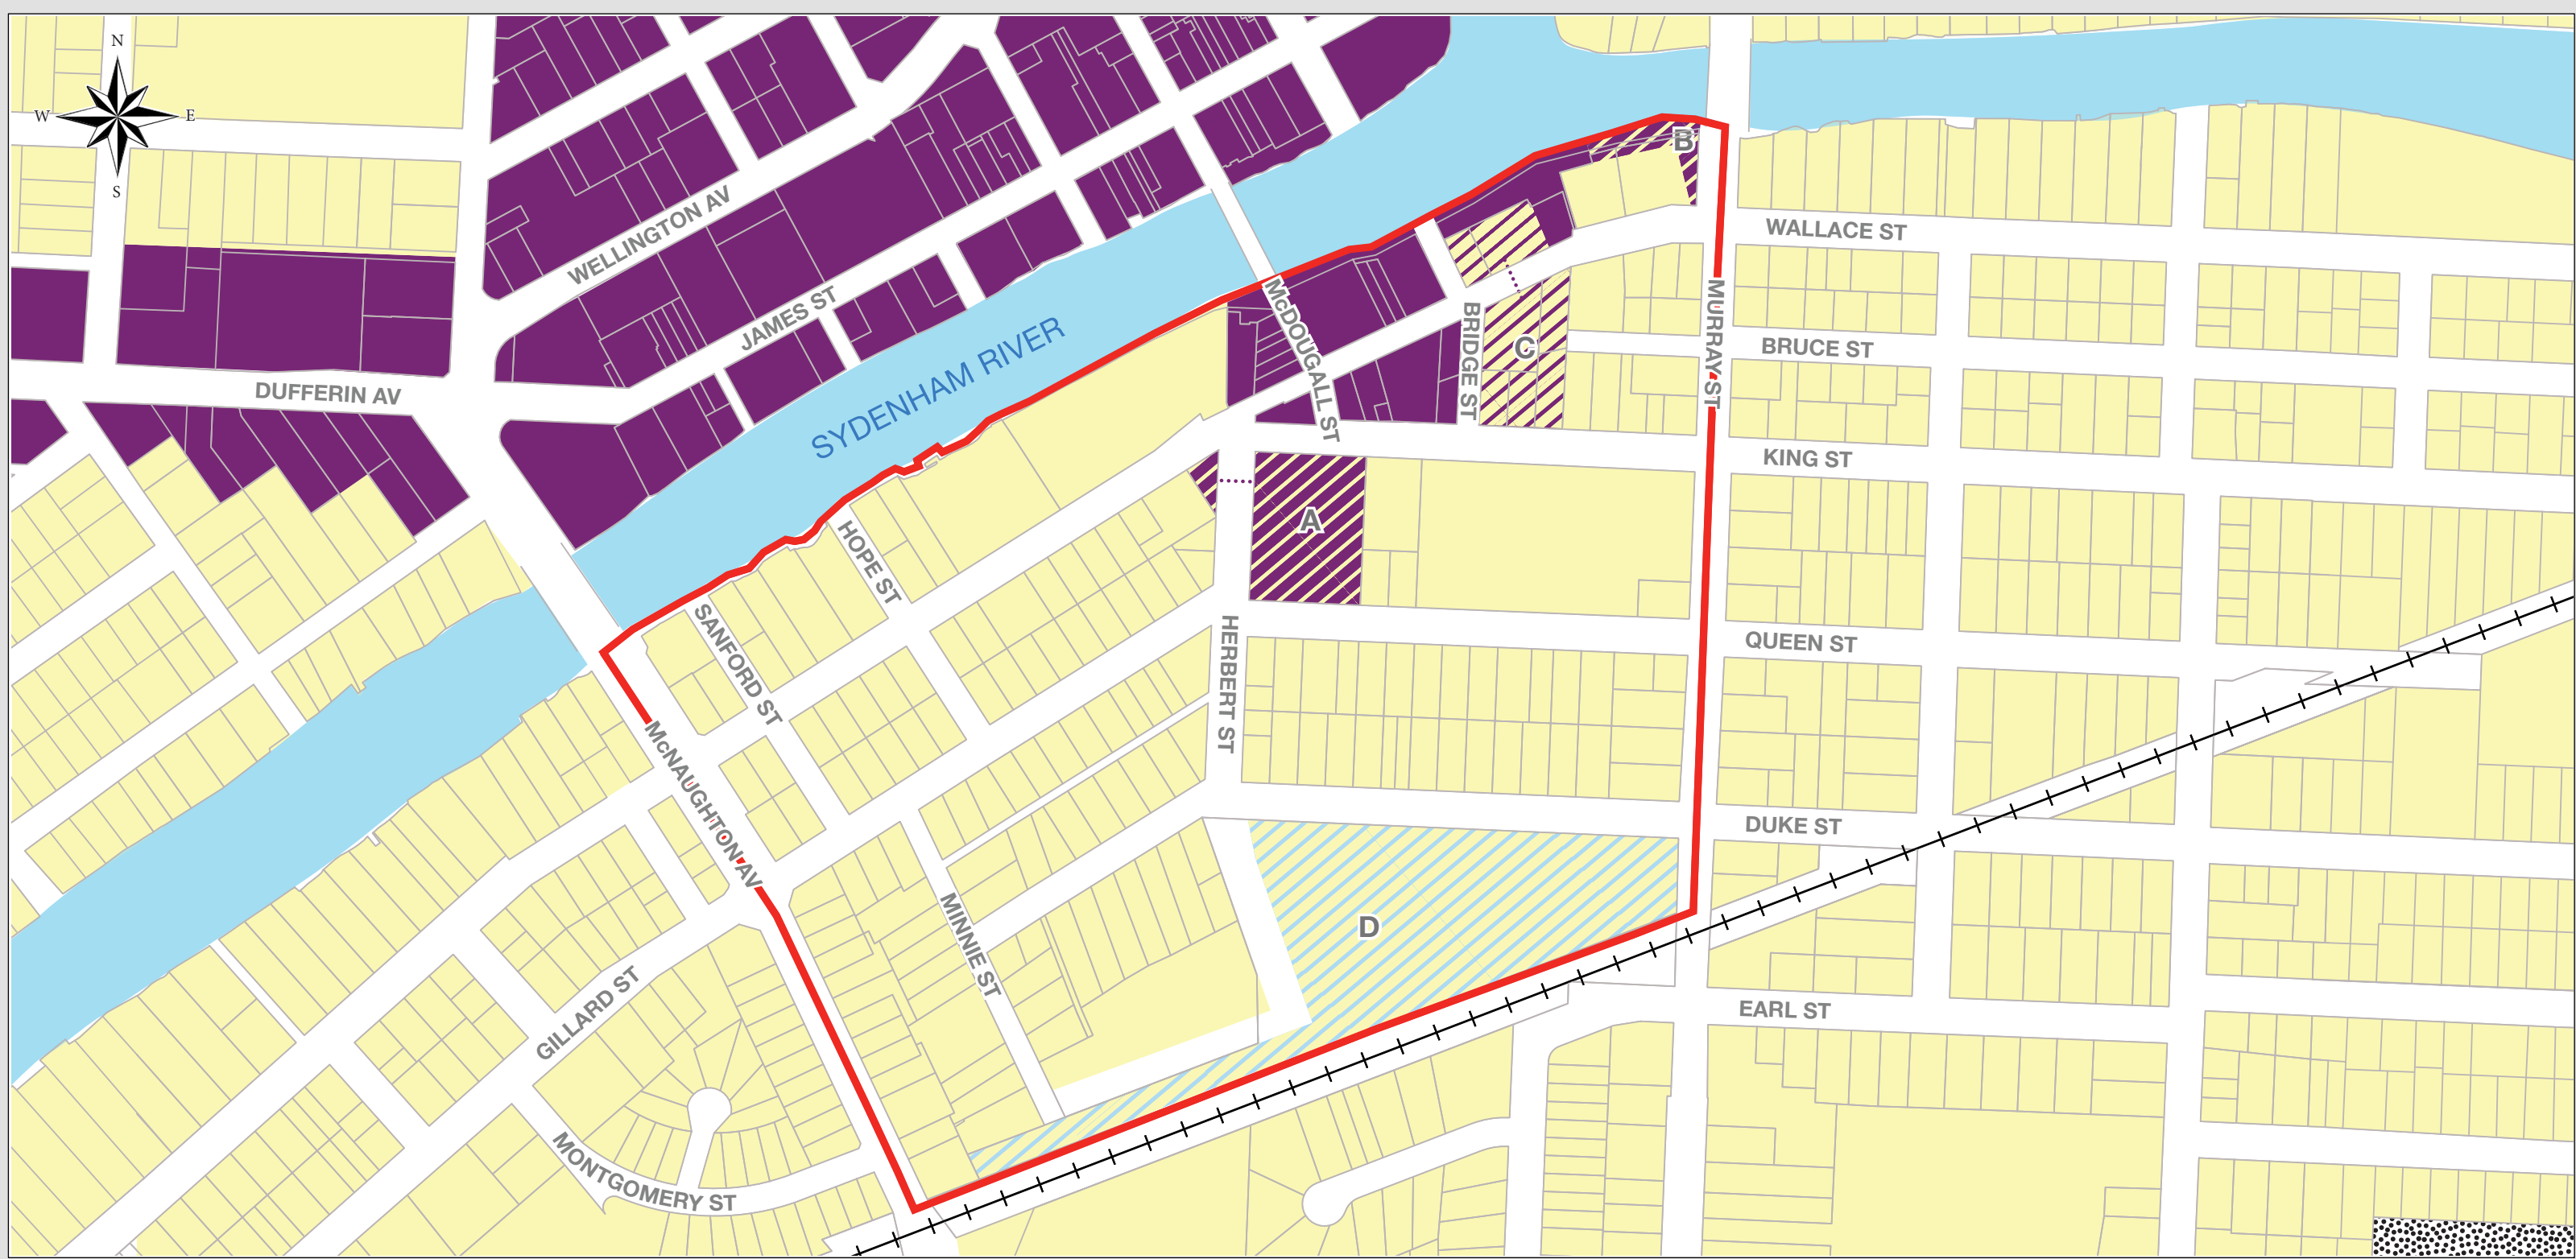 N
W
E
S
B
WELLINGTON AV
WALLACE ST
JAMES ST
McDOUGALL ST
BRIDGE ST
MURRAY ST
C
BRUCE ST
SYDENHAM RIVER
DUFFERIN AV
KING ST
A
HOPE ST
SANFORD ST
HERBERT ST
QUEEN ST
McNAUGHTON AV
DUKE ST
D
MINNIE ST
GILLARD ST
EARL ST
MONTGOMERY ST